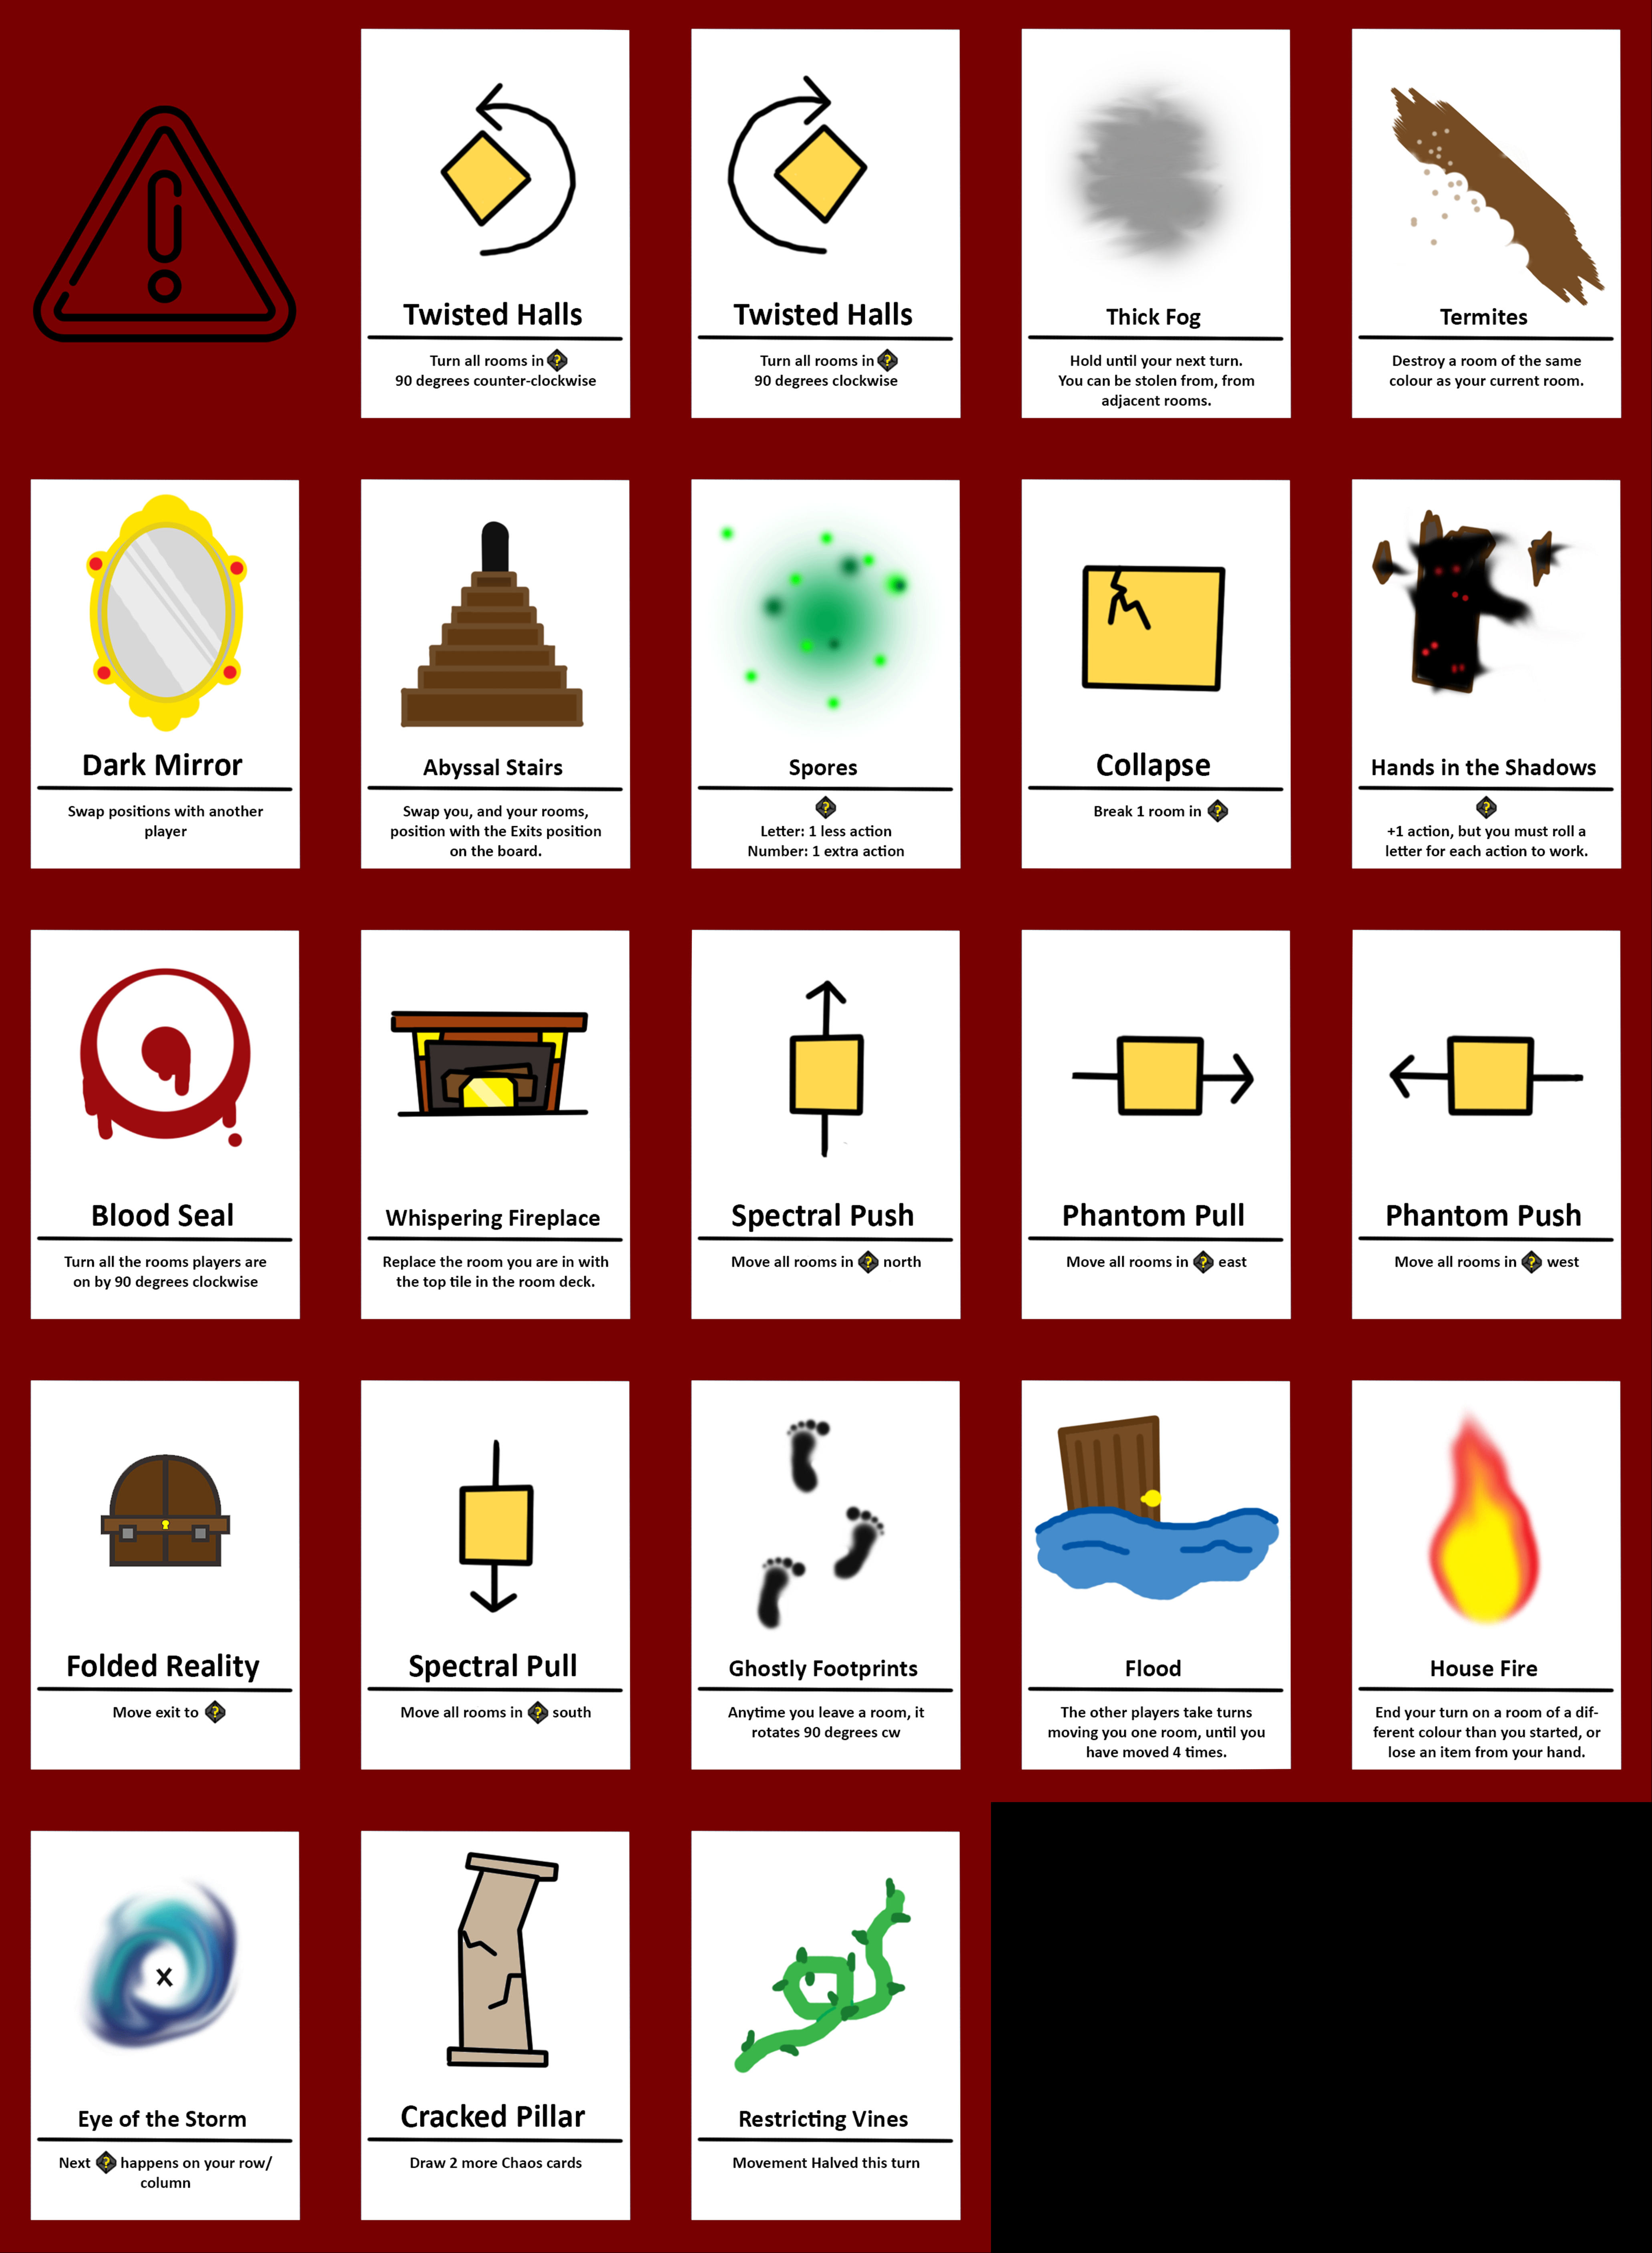 Twisted Halls
Turn all rooms in ?
90 degrees counter-clockwise
Twisted Halls
Turn all rooms in ?
90 degrees clockwise
Thick Fog
Hold until your next turn.
You can be stolen from, from
adjacent rooms.
Termites
Destroy a room of the same
colour as your current room.
Dark Mirror
Swap positions with another
player
Abyssal Stairs
Swap you, and your rooms,
position with the Exits position
on the board.
Spores
?
Letter: 1 less action
Number: 1 extra action
Collapse
Break 1 room in ?
Hands in the Shadows
?
+1 action, but you must roll a
letter for each action to work.
Blood Seal
Turn all the rooms players are
on by 90 degrees clockwise
Whispering Fireplace
Replace the room you are in with
the top tile in the room deck.
Spectral Push
Move all rooms in ? north
Phantom Pull
Move all rooms in ? east
Phantom Push
Move all rooms in ? west
Folded Reality
Move exit to ?
Spectral Pull
Move all rooms in ? south
Ghostly Footprints
Anytime you leave a room, it
rotates 90 degrees cw
Flood
The other players take turns
moving you one room, until you
have moved 4 times.
House Fire
End your turn on a room of a dif-
ferent colour than you started, or
lose an item from your hand.
Eye of the Storm
Next ? happens on your row/
column
Cracked Pillar
Draw 2 more Chaos cards
Restricting Vines
Movement Halved this turn